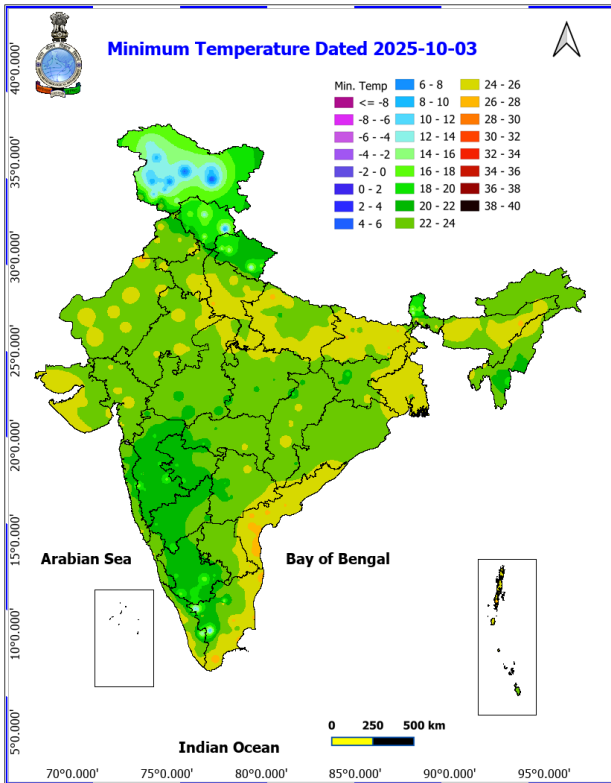 Minimum Temperature Dated 2025-10-03
Min. Temp
<= -8
-8 - -6
-6 - -4
-4 - -2
-2 - 0
0 - 2
2 - 4
4 - 6
6 - 8
8 - 10
10 - 12
12 - 14
14 - 16
16 - 18
18 - 20
20 - 22
22 - 24
24 - 26
26 - 28
28 - 30
30 - 32
32 - 34
34 - 36
36 - 38
38 - 40
40°0.000'
35°0.000'
30°0.000'
25°0.000'
20°0.000'
15°0.000'
10°0.000'
5°0.000'
Arabian Sea
Bay of Bengal
Indian Ocean
0 250 500 km
70°0.000' 75°0.000' 80°0.000' 85°0.000' 90°0.000' 95°0.000'